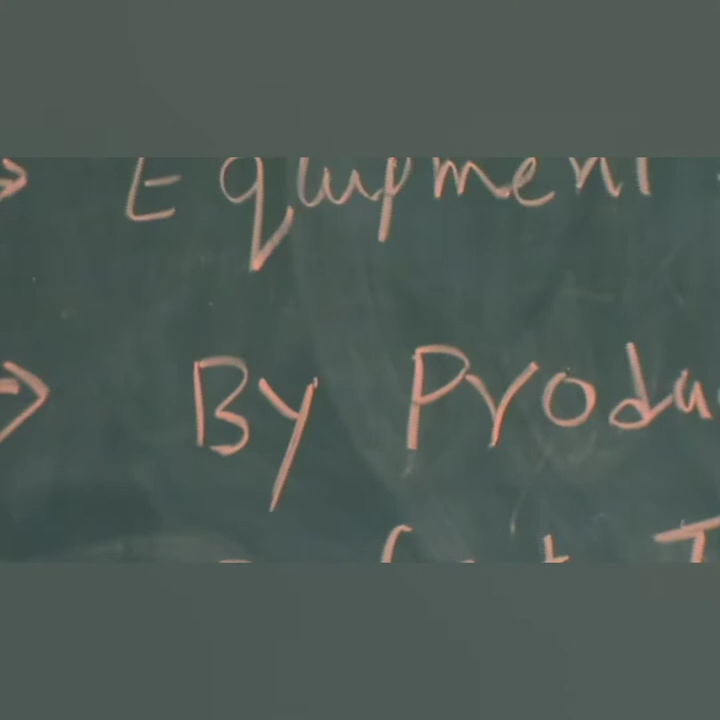 → Equipment
→ By Produ